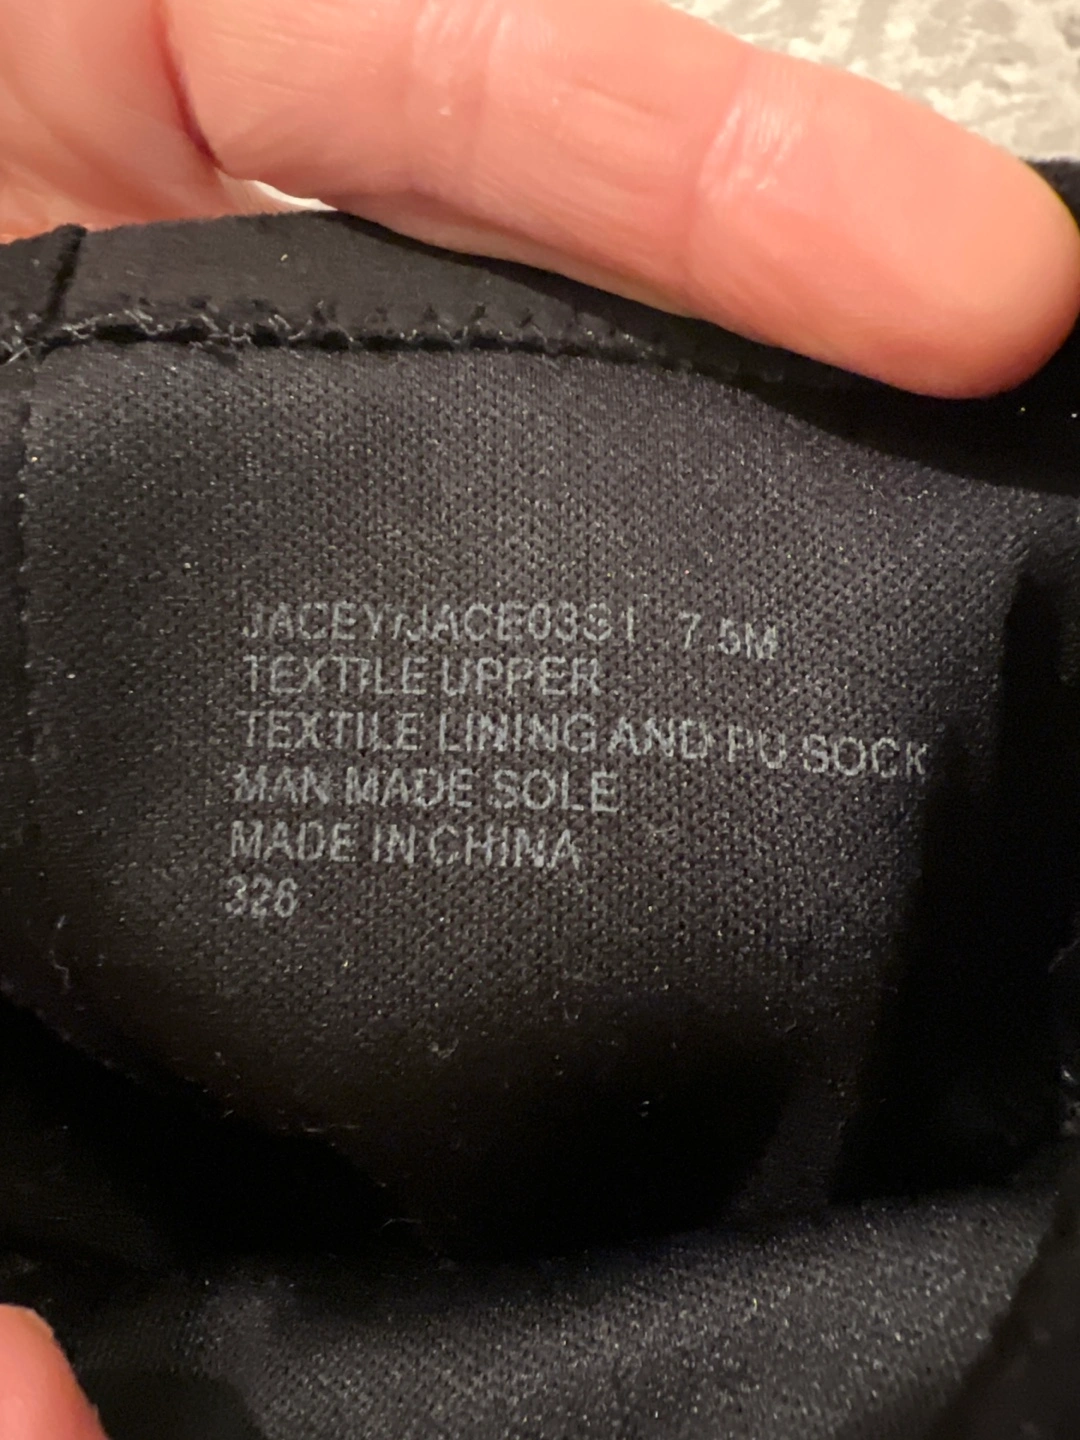 JACEY/JACE03S1 7.5M
TEXTILE UPPER
TEXTILE LINING AND PU SOCK
MAN MADE SOLE
MADE IN CHINA
326